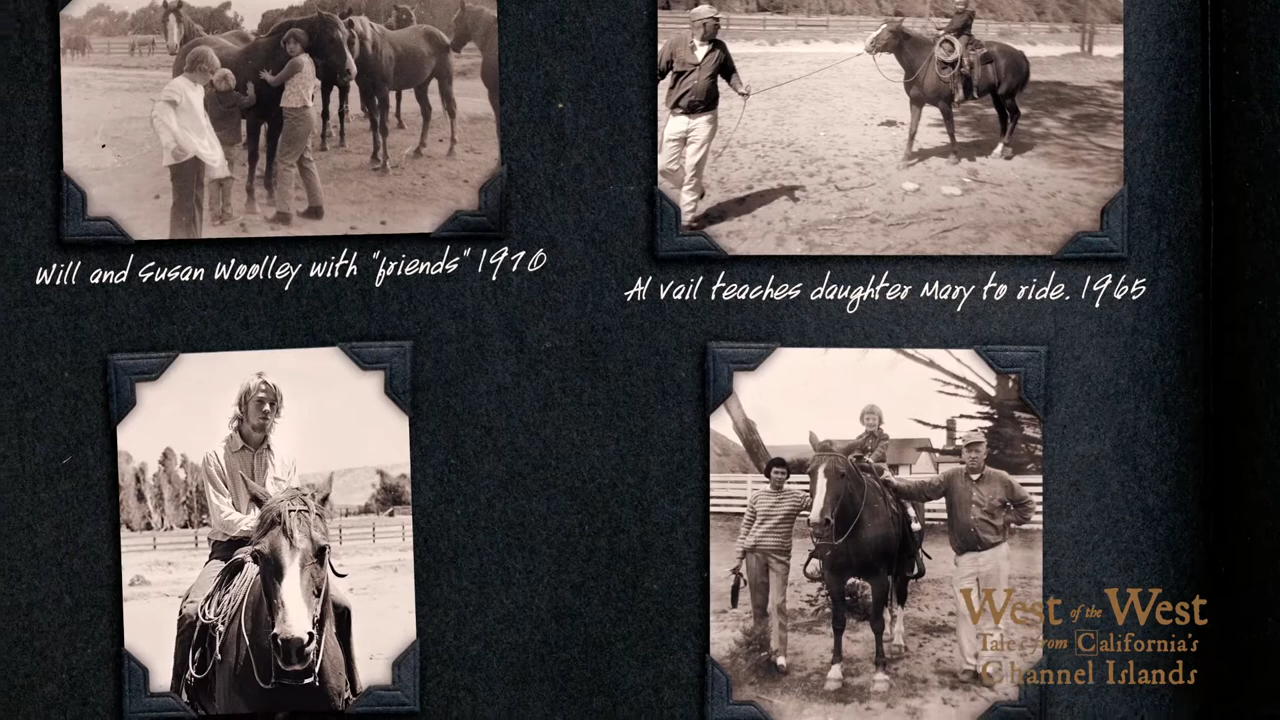 Will and Susan Woolley with "friends" 1970
Al Vail teaches daughter Mary to ride. 1965
West of the West
Tales from California's
Channel Islands